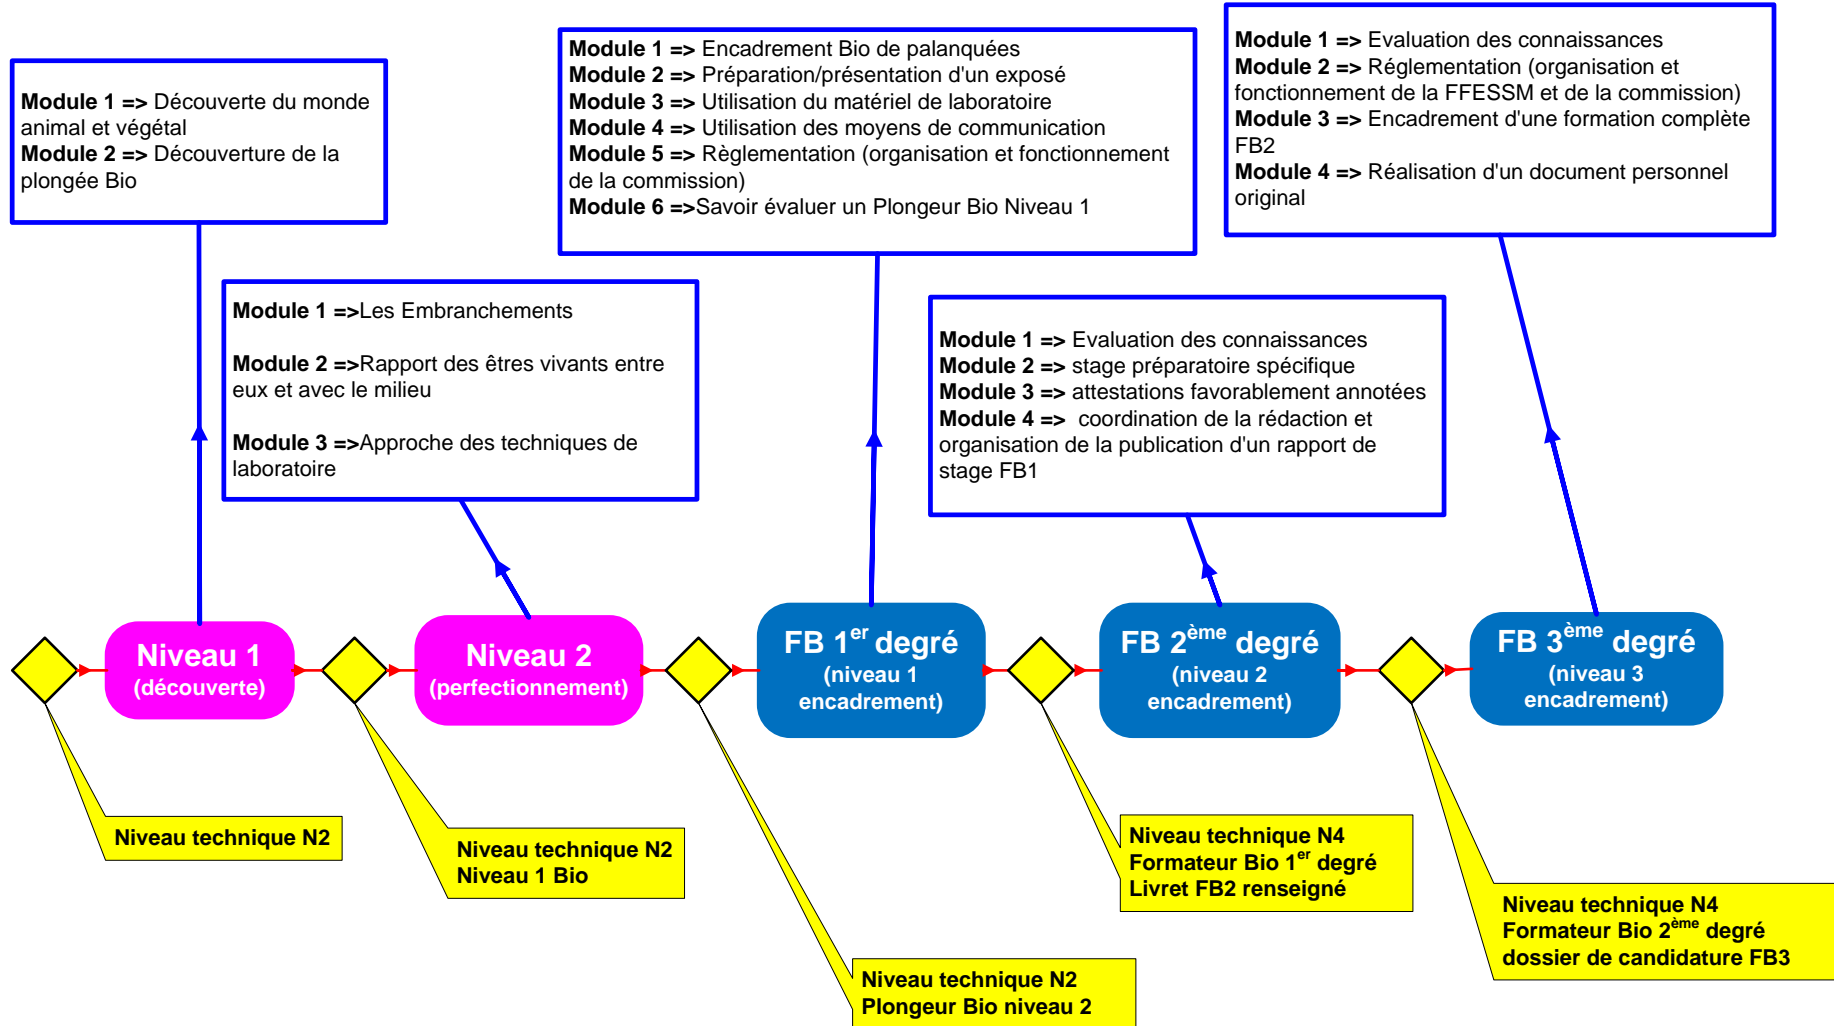 Module 1 => Découverte du monde
animal et végétal
Module 2 => Découverture de la
plongée Bio
Module 1 => Encadrement Bio de palanquées
Module 2 => Préparation/présentation d'un exposé
Module 3 => Utilisation du matériel de laboratoire
Module 4 => Utilisation des moyens de communication
Module 5 => Règlementation (organisation et fonctionnement
de la commission)
Module 6 =>Savoir évaluer un Plongeur Bio Niveau 1
Module 1 => Evaluation des connaissances
Module 2 => Réglementation (organisation et
fonctionnement de la FFESSM et de la commission)
Module 3 => Encadrement d'une formation complète
FB2
Module 4 => Réalisation d'un document personnel
original
Module 1 =>Les Embranchements
Module 2 =>Rapport des êtres vivants entre
eux et avec le milieu
Module 3 =>Approche des techniques de
laboratoire
Module 1 => Evaluation des connaissances
Module 2 => stage préparatoire spécifique
Module 3 => attestations favorablement annotées
Module 4 => coordination de la rédaction et
organisation de la publication d'un rapport de
stage FB1
Niveau 1
(découverte)
Niveau 2
(perfectionnement)
FB 1er degré
(niveau 1
encadrement)
FB 2ème degré
(niveau 2
encadrement)
FB 3ème degré
(niveau 3
encadrement)
Niveau technique N2
Niveau technique N2
Niveau 1 Bio
Niveau technique N2
Plongeur Bio niveau 2
Niveau technique N4
Formateur Bio 1er degré
Livret FB2 renseigné
Niveau technique N4
Formateur Bio 2ème degré
dossier de candidature FB3